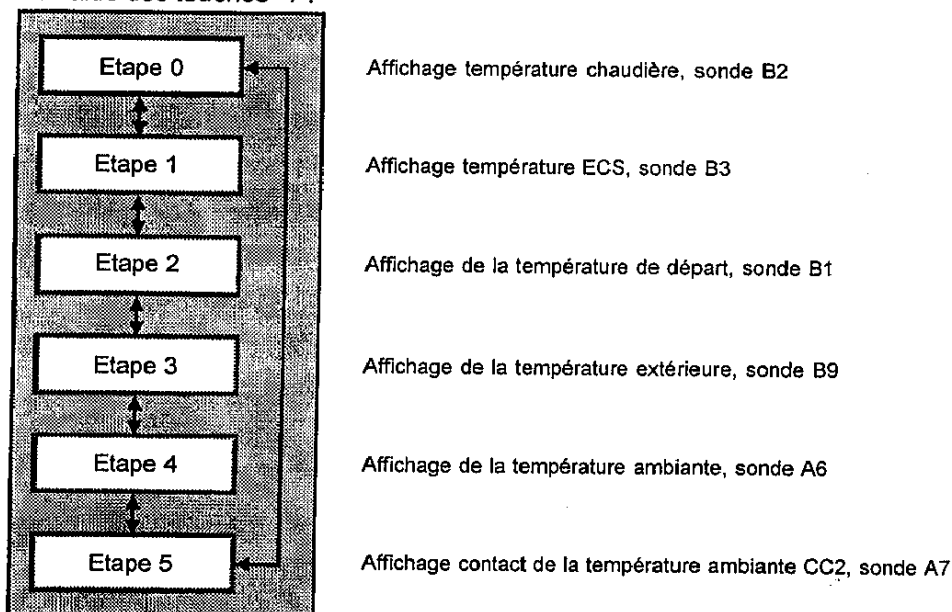 des touches
Etape 0 Affichage température chaudière, sonde B2
Etape 1 Affichage température ECS, sonde B3
Etape 2 Affichage de la température de départ, sonde B1
Etape 3 Affichage de la température extérieure, sonde B9
Etape 4 Affichage de la température ambiante, sonde A6
Etape 5 Affichage contact de la température ambiante CC2, sonde A7